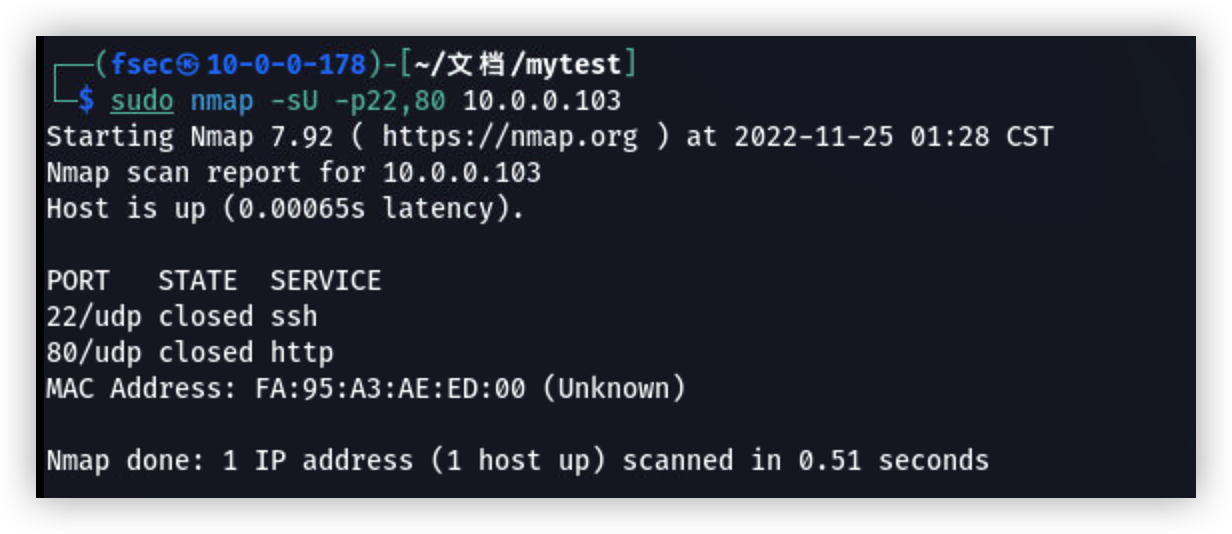 ┌──(fsec㉿10-0-0-178)-[~/文档/mytest]
└─$ sudo nmap -sU -p22,80 10.0.0.103
Starting Nmap 7.92 ( https://nmap.org ) at 2022-11-25 01:28 CST
Nmap scan report for 10.0.0.103
Host is up (0.00065s latency).
PORT   STATE  SERVICE
22/udp closed ssh
80/udp closed http
MAC Address: FA:95:A3:AE:ED:00 (Unknown)
Nmap done: 1 IP address (1 host up) scanned in 0.51 seconds